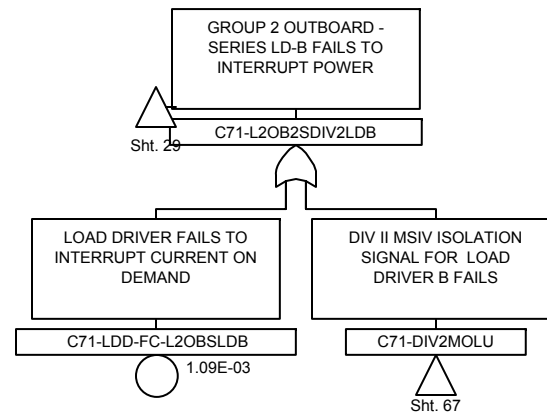 GROUP 2 OUTBOARD -
SERIES LD-B FAILS TO
INTERRUPT POWER
C71-L2OB2SDIV2LDB
Sht. 29
LOAD DRIVER FAILS TO
INTERRUPT CURRENT ON
DEMAND
C71-LDD-FC-L2OBSLDB
1.09E-03
DIV II MSIV ISOLATION
SIGNAL FOR LOAD
DRIVER B FAILS
C71-DIV2MOLU
Sht. 67